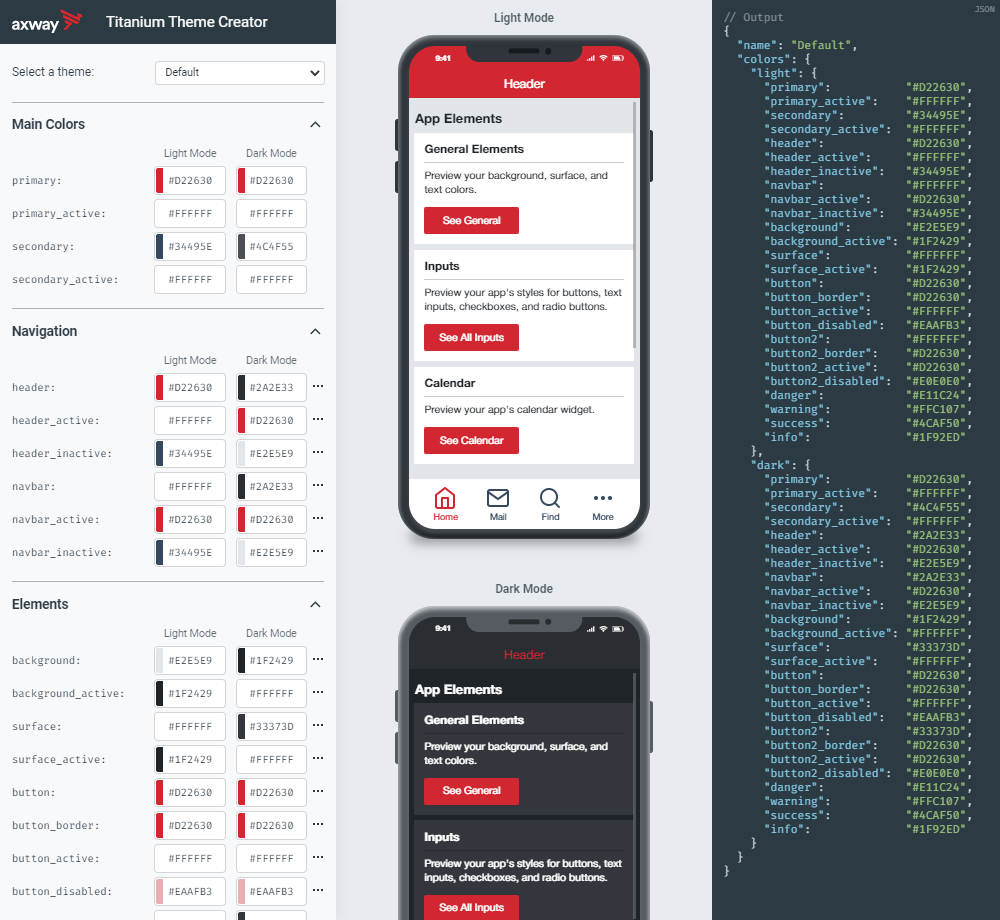 axway Titanium Theme Creator
Select a theme: Default
Main Colors
Light Mode Dark Mode
primary: #D22630 #D22630
primary_active: #FFFFFF #FFFFFF
secondary: #34495E #4C4F55
secondary_active: #FFFFFF #FFFFFF
Navigation
Light Mode Dark Mode
header: #D22630 #2A2E33 ...
header_active: #FFFFFF #D22630 ...
header_inactive: #34495E #E2E5E9 ...
navbar: #FFFFFF #2A2E33 ...
navbar_active: #D22630 #D22630 ...
navbar_inactive: #34495E #E2E5E9 ...
Elements
Light Mode Dark Mode
background: #E2E5E9 #1F2429 ...
background_active: #1F2429 #FFFFFF ...
surface: #FFFFFF #33373D ...
surface_active: #1F2429 #FFFFFF ...
button: #D22630 #D22630 ...
button_border: #D22630 #D22630 ...
button_active: #FFFFFF #FFFFFF ...
button_disabled: #EAAFB3 #EAAFB3 ...
Light Mode
9:41
Header
App Elements
General Elements
Preview your background, surface, and
text colors.
See General
Inputs
Preview your app's styles for buttons, text
inputs, checkboxes, and radio buttons.
See All Inputs
Calendar
Preview your app's calendar widget.
See Calendar
Home Mail Find More
Dark Mode
9:41
Header
App Elements
General Elements
Preview your background, surface, and
text colors.
See General
Inputs
Preview your app's styles for buttons, text
inputs, checkboxes, and radio buttons.
See All Inputs
JSON
// Output
{
"name": "Default",
"colors": {
"light": {
"primary": "#D22630",
"primary_active": "#FFFFFF",
"secondary": "#34495E",
"secondary_active": "#FFFFFF",
"header": "#D22630",
"header_active": "#FFFFFF",
"header_inactive": "#34495E",
"navbar": "#FFFFFF",
"navbar_active": "#D22630",
"navbar_inactive": "#34495E",
"background": "#E2E5E9",
"background_active": "#1F2429",
"surface": "#FFFFFF",
"surface_active": "#1F2429",
"button": "#D22630",
"button_border": "#D22630",
"button_active": "#FFFFFF",
"button_disabled": "#EAAFB3",
"button2": "#FFFFFF",
"button2_border": "#D22630",
"button2_active": "#D22630",
"button2_disabled": "#E0E0E0",
"danger": "#E11C24",
"warning": "#FFC107",
"success": "#4CAF50",
"info": "#1F92ED"
},
"dark": {
"primary": "#D22630",
"primary_active": "#FFFFFF",
"secondary": "#4C4F55",
"secondary_active": "#FFFFFF",
"header": "#2A2E33",
"header_active": "#D22630",
"header_inactive": "#E2E5E9",
"navbar": "#2A2E33",
"navbar_active": "#D22630",
"navbar_inactive": "#E2E5E9",
"background": "#1F2429",
"background_active": "#FFFFFF",
"surface": "#33373D",
"surface_active": "#FFFFFF",
"button": "#D22630",
"button_border": "#D22630",
"button_active": "#FFFFFF",
"button_disabled": "#EAAFB3",
"button2": "#33373D",
"button2_border": "#D22630",
"button2_active": "#D22630",
"button2_disabled": "#E0E0E0",
"danger": "#E11C24",
"warning": "#FFC107",
"success": "#4CAF50",
"info": "#1F92ED"
}
}
}